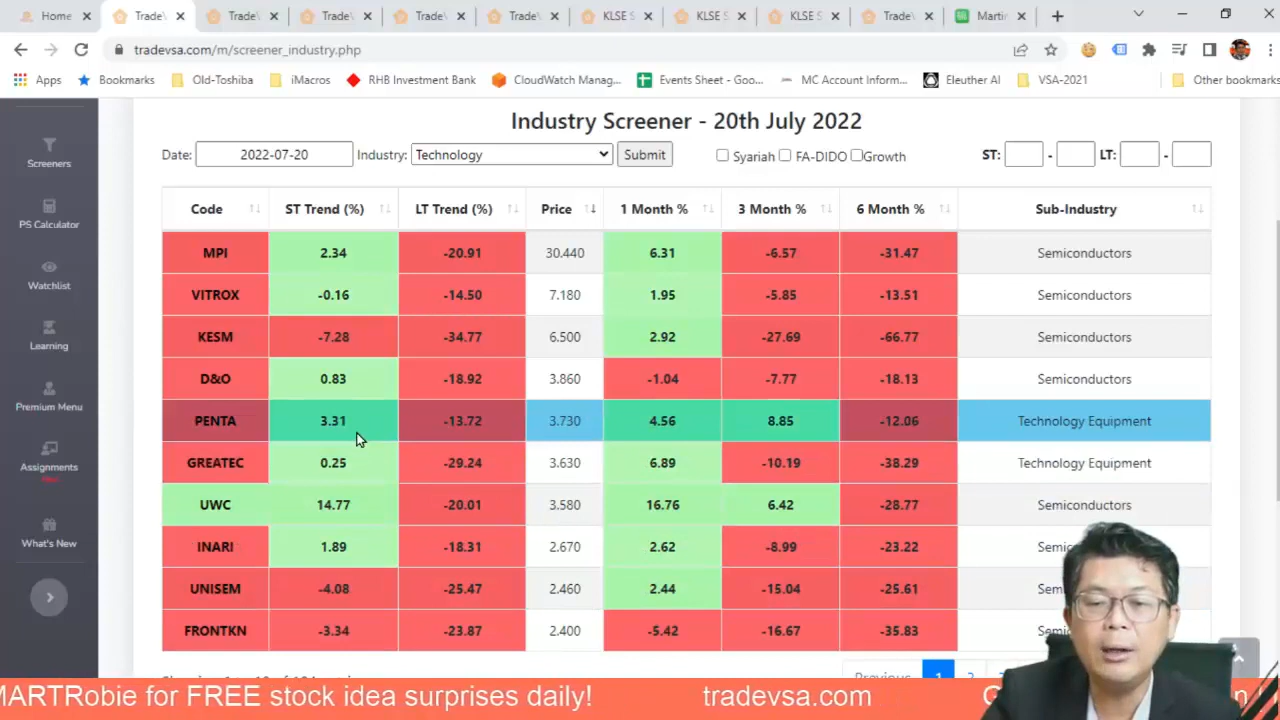 Home
Trade\
Trade\
Trade\
Trade\
Trade\
KLSE S
KLSE S
KLSE S
Trade\
Martin
tradevsa.com/m/screener_industry.php
Apps
Bookmarks
Old-Toshiba
iMacros
RHB Investment Bank
CloudWatch Manag...
Events Sheet - Goo...
MC Account Inform...
Eleuther AI
VSA-2021
Other bookmarks
Screeners
PS Calculator
Watchlist
Learning
Premium Menu
Assignments
What's New
Industry Screener - 20th July 2022
Date: 2022-07-20 Industry: Technology Submit Syariah FA-DIDO Growth ST: - LT: -
Code ST Trend (%) LT Trend (%) Price 1 Month % 3 Month % 6 Month % Sub-Industry
MPI 2.34 -20.91 30.440 6.31 -6.57 -31.47 Semiconductors
VITROX -0.16 -14.50 7.180 1.95 -5.85 -13.51 Semiconductors
KESM -7.28 -34.77 6.500 2.92 -27.69 -66.77 Semiconductors
D&O 0.83 -18.92 3.860 -1.04 -7.77 -18.13 Semiconductors
PENTA 3.31 -13.72 3.730 4.56 8.85 -12.06 Technology Equipment
GREATEC 0.25 -29.24 3.630 6.89 -10.19 -38.29 Technology Equipment
UWC 14.77 -20.01 3.580 16.76 6.42 -28.77 Semiconductors
INARI 1.89 -18.31 2.670 2.62 -8.99 -23.22 Semic
UNISEM -4.08 -25.47 2.460 2.44 -15.04 -25.61 Sem
FRONTKN -3.34 -23.87 2.400 -5.42 -16.67 -35.83 Semi
Previous 1 2
MARTRobie for FREE stock idea surprises daily! tradevsa.com